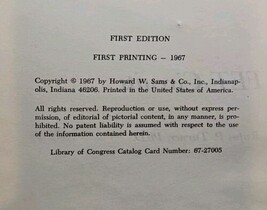 FIRST EDITION
FIRST PRINTING — 1967
Copyright © 1967 by Howard W. Sams & Co., Inc., Indianap-
olis, Indiana 46206. Printed in the United States of America.
All rights reserved. Reproduction or use, without express per-
mission, of editorial of pictorial content, in any manner, is pro-
hibited. No patent liability is assumed with respect to the use
of the information contained herein.
Library of Congress Catalog Card Number: 67-27005